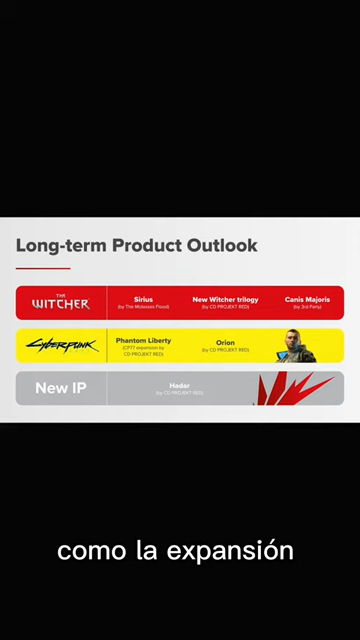 Long-term Product Outlook
THE
WITCHER
Sirius
(by The Molasses Flood)
New Witcher trilogy
(by CD PROJEKT RED)
Canis Majoris
(by 3rd Party)
Cyberpunk
Phantom Liberty
(CP77 expansion by
CD PROJEKT RED)
Orion
(by CD PROJEKT RED)
New IP
Hadar
(by CD PROJEKT RED)
como la expansión